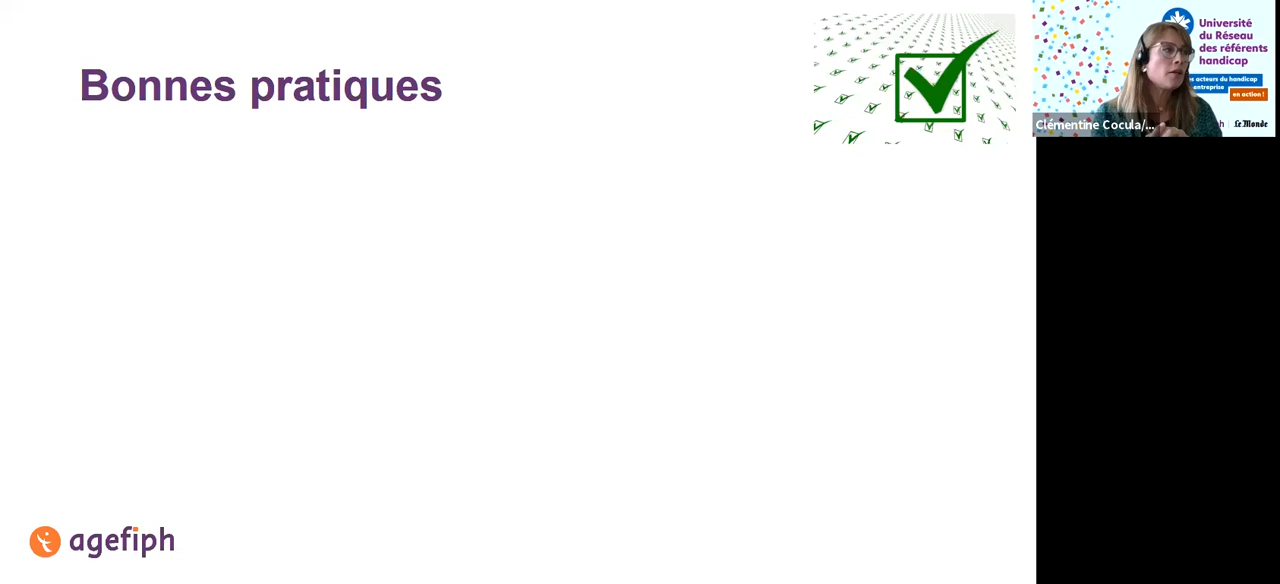 Bonnes pratiques
Université
du Réseau
des référents
handicap
es acteurs du handicap
entreprise
en action !
Clémentine Cocula/...
h
Le Monde
agefiph